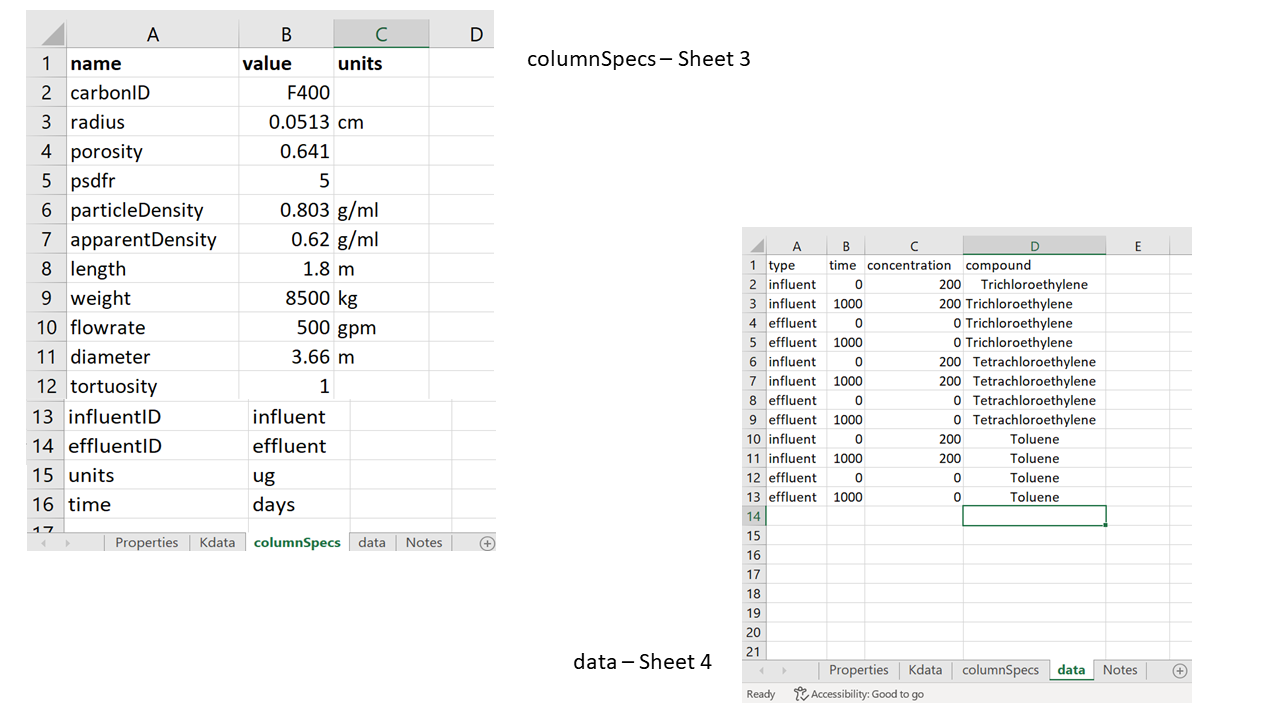 A B C D
1 name value units
2 carbonID F400
3 radius 0.0513 cm
4 porosity 0.641
5 psdfr 5
6 particleDensity 0.803 g/ml
7 apparentDensity 0.62 g/ml
8 length 1.8 m
9 weight 8500 kg
10 flowrate 500 gpm
11 diameter 3.66 m
12 tortuosity 1
13 influentID influent
14 effluentID effluent
15 units ug
16 time days
17
Properties Kdata columnSpecs data Notes
columnSpecs – Sheet 3
A B C D E
1 type time concentration compound
2 influent 0 200 Trichloroethylene
3 influent 1000 200 Trichloroethylene
4 effluent 0 0 Trichloroethylene
5 effluent 1000 0 Trichloroethylene
6 influent 0 200 Tetrachloroethylene
7 influent 1000 200 Tetrachloroethylene
8 effluent 0 0 Tetrachloroethylene
9 effluent 1000 0 Tetrachloroethylene
10 influent 0 200 Toluene
11 influent 1000 200 Toluene
12 effluent 0 0 Toluene
13 effluent 1000 0 Toluene
14
15
16
17
18
19
20
21
Properties Kdata columnSpecs data Notes
Ready Accessibility: Good to go
data – Sheet 4